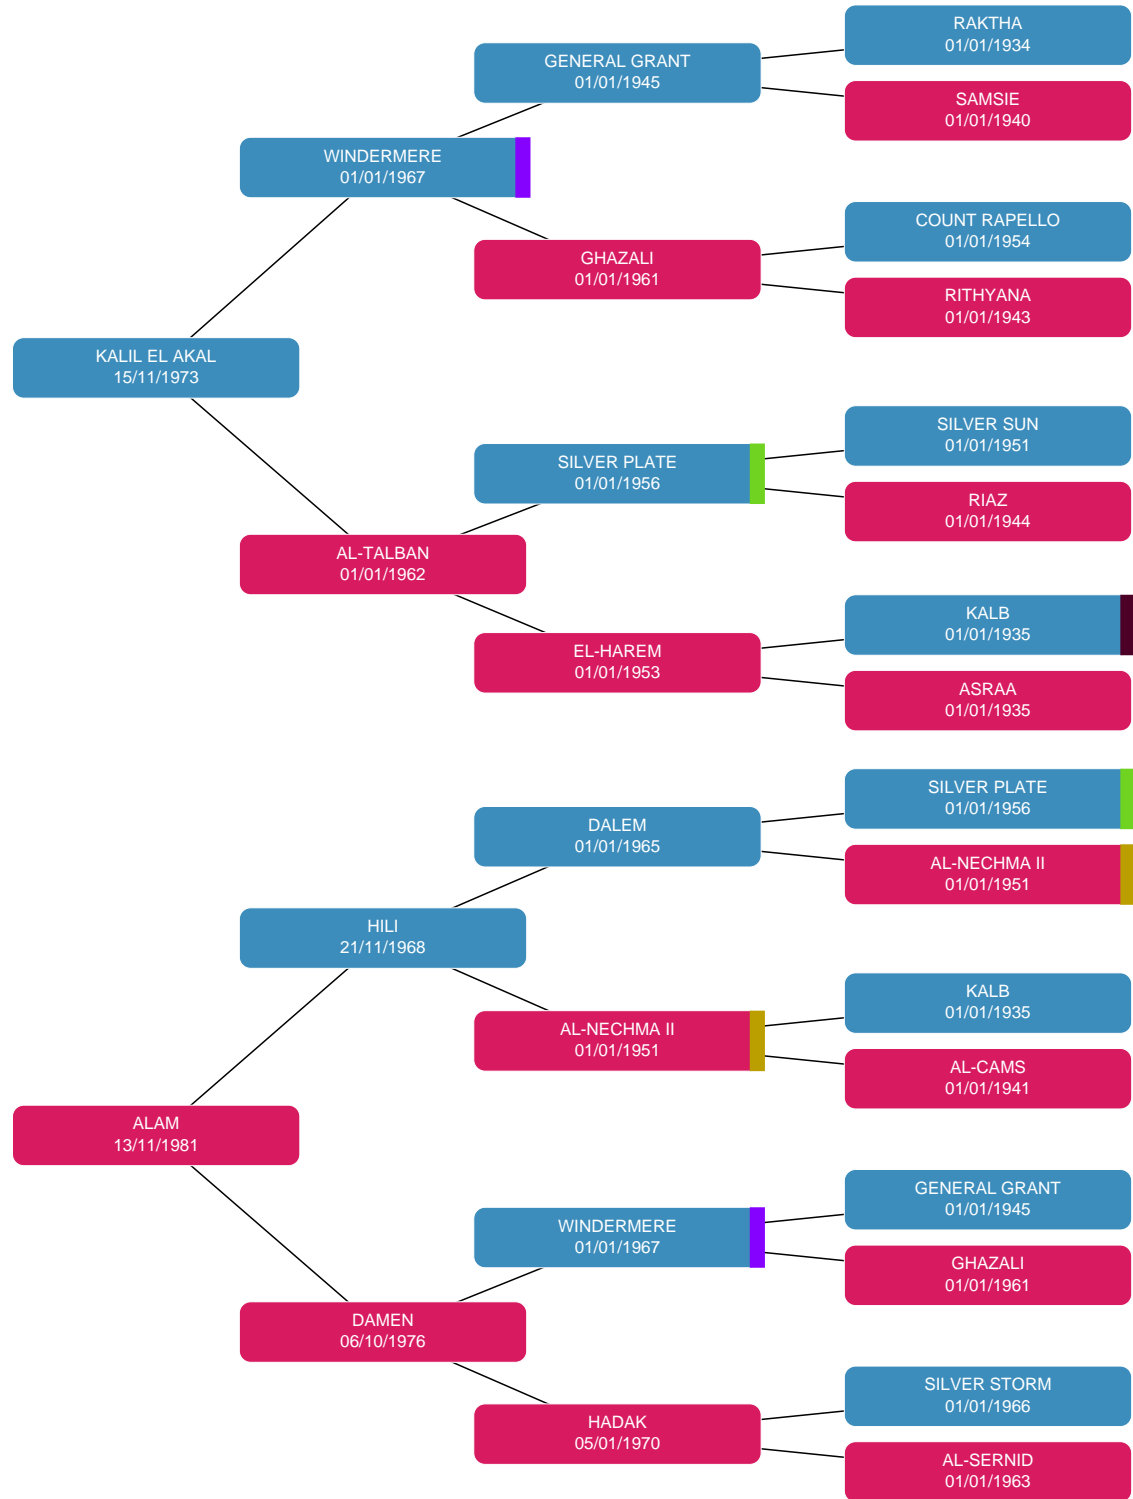 RAKTHA
01/01/1934
GENERAL GRANT
01/01/1945
SAMSIE
01/01/1940
WINDERMERE
01/01/1967
COUNT RAPELLO
01/01/1954
GHAZALI
01/01/1961
RITHYANA
01/01/1943
KALIL EL AKAL
15/11/1973
SILVER SUN
01/01/1951
SILVER PLATE
01/01/1956
RIAZ
01/01/1944
AL-TALBAN
01/01/1962
KALB
01/01/1935
EL-HAREM
01/01/1953
ASRAA
01/01/1935
SILVER PLATE
01/01/1956
DALEM
01/01/1965
AL-NECHMA II
01/01/1951
HILI
21/11/1968
KALB
01/01/1935
AL-NECHMA II
01/01/1951
AL-CAMS
01/01/1941
ALAM
13/11/1981
GENERAL GRANT
01/01/1945
WINDERMERE
01/01/1967
GHAZALI
01/01/1961
DAMEN
06/10/1976
SILVER STORM
01/01/1966
HADAK
05/01/1970
AL-SERNID
01/01/1963